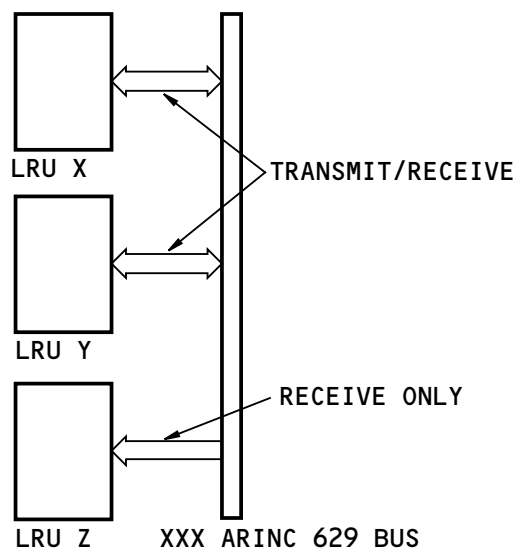 LRU X
TRANSMIT/RECEIVE
LRU Y
RECEIVE ONLY
LRU Z
XXX ARINC 629 BUS